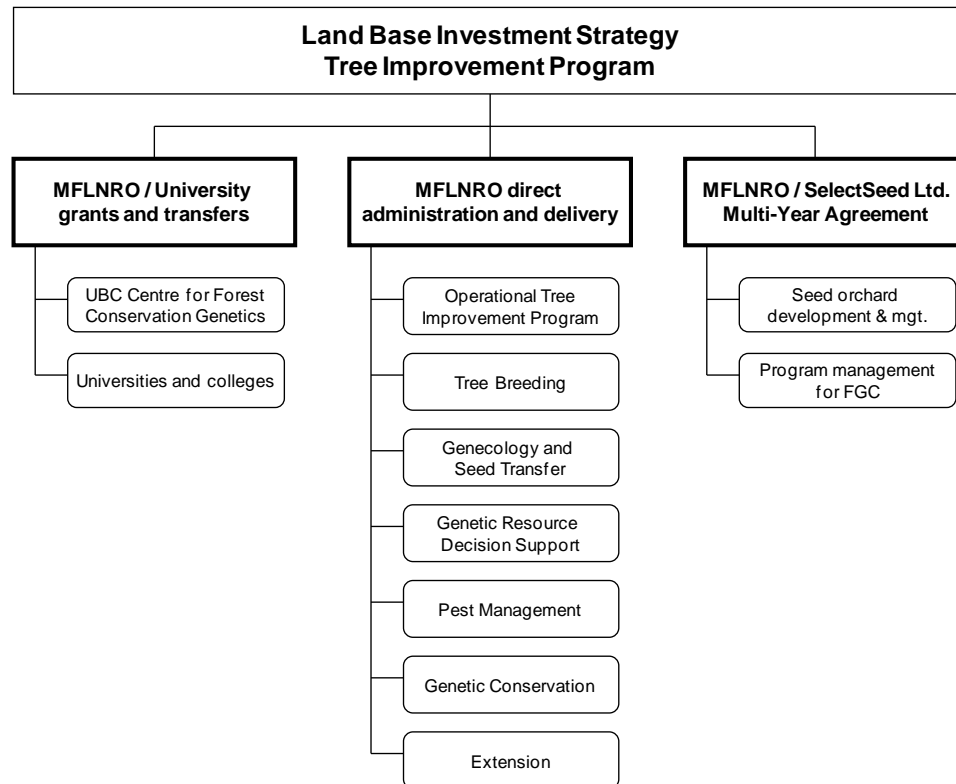 Land Base Investment Strategy
Tree Improvement Program
MFLNRO / University
grants and transfers
UBC Centre for Forest
Conservation Genetics
Universities and colleges
MFLNRO direct
administration and delivery
Operational Tree
Improvement Program
Tree Breeding
Genecology and
Seed Transfer
Genetic Resource
Decision Support
Pest Management
Genetic Conservation
Extension
MFLNRO / SelectSeed Ltd.
Multi-Year Agreement
Seed orchard
development & mgt.
Program management
for FGC